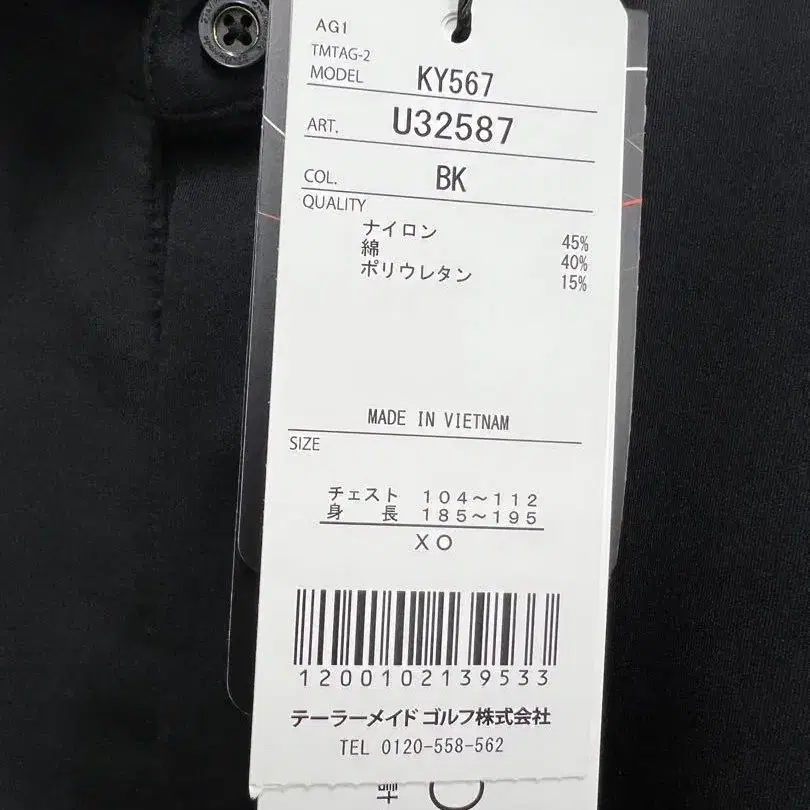 AG1
TMTAG-2
MODEL KY567
ART. U32587
COL. BK
QUALITY
ナイロン 45%
綿 40%
ポリウレタン 15%
MADE IN VIETNAM
SIZE
チェスト 104～112
身長 185～195
XO
1200102139533
テーラーメイド ゴルフ株式会社
TEL 0120-558-562